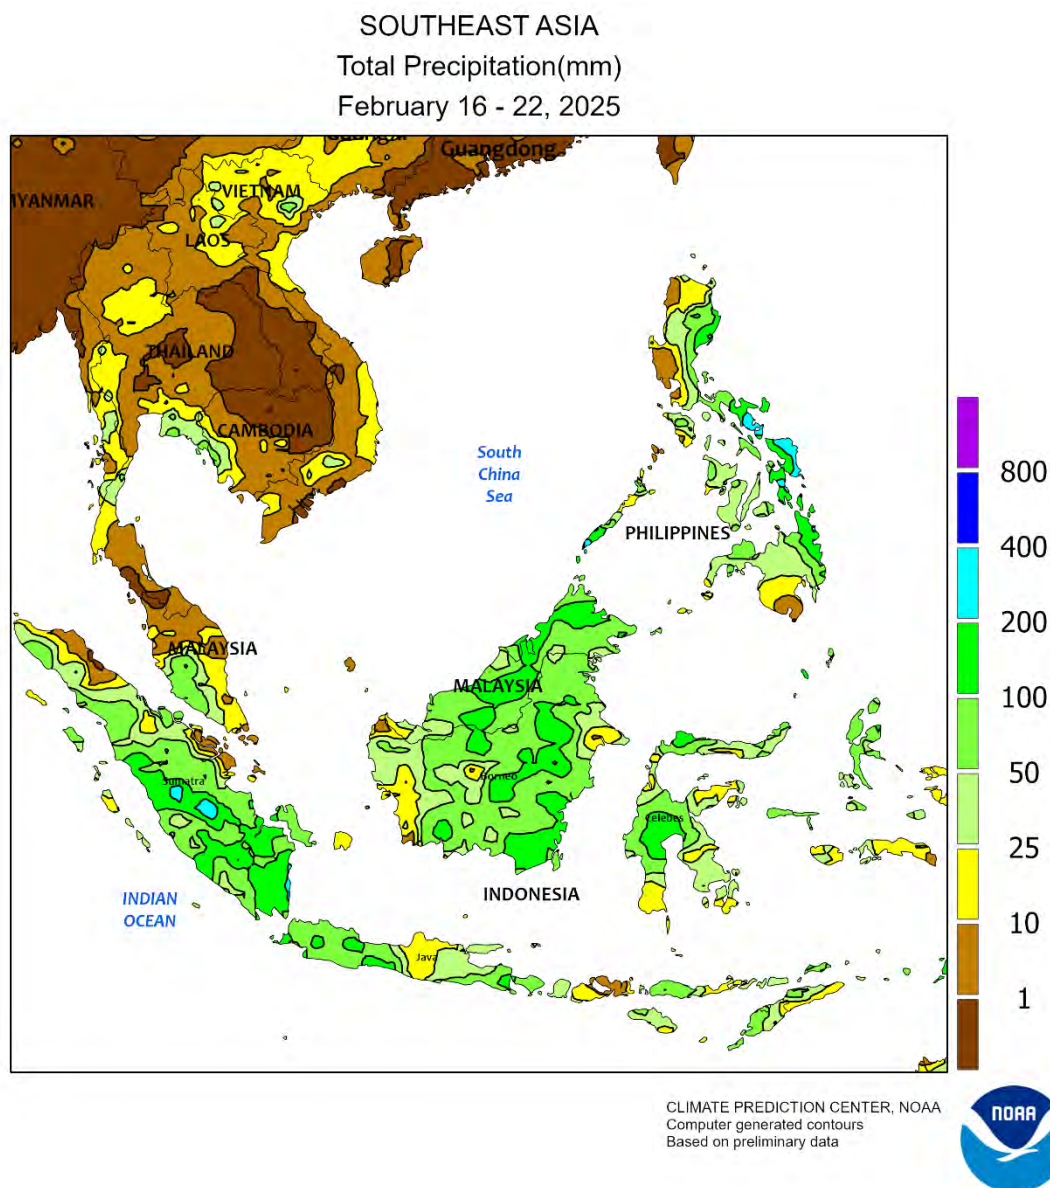 SOUTHEAST ASIA
Total Precipitation(mm)
February 16 - 22, 2025
Guangdong
MYANMAR
VIETNAM
LAOS
THAILAND
CAMBODIA
South
China
Sea
PHILIPPINES
MALAYSIA
MALAYSIA
Sumatra
Borneo
Celebes
INDONESIA
INDIAN
OCEAN
Java
800
400
200
100
50
25
10
1
CLIMATE PREDICTION CENTER, NOAA
Computer generated contours
Based on preliminary data
NOAA